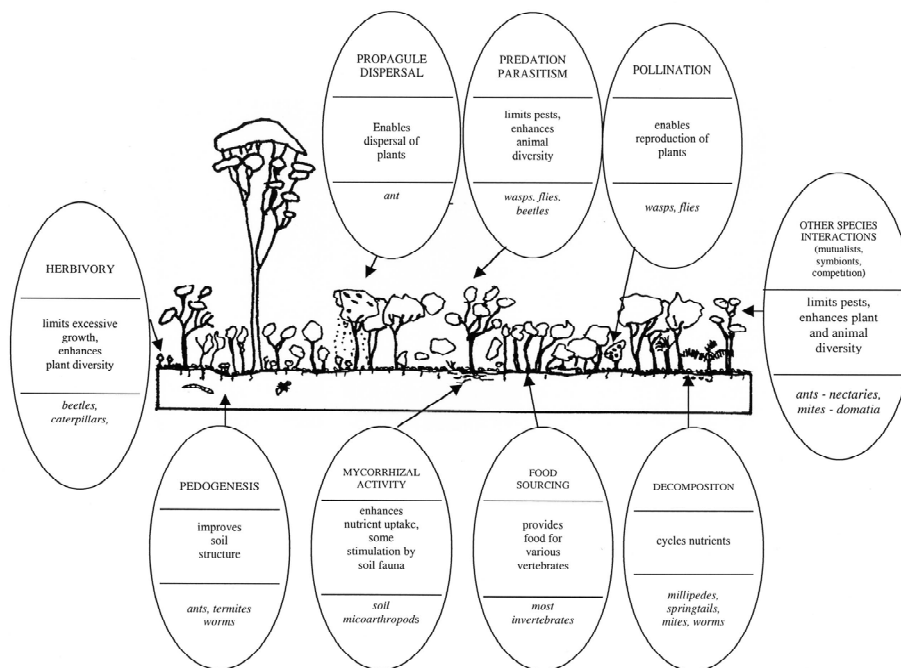 PROPAGULE
DISPERSAL
Enables
dispersal of
plants
ant
PREDATION
PARASITISM
limits pests,
enhances
animal
diversity
wasps, flies,
beetles
POLLINATION
enables
reproduction of
plants
wasps, flies
HERBIVORY
limits excessive
growth,
enhances
plant diversity
beetles,
caterpillars,
OTHER SPECIES
INTERACTIONS
(mutualists,
symbionts,
competition)
limits pests,
enhances plant
and animal
diversity
ants - nectaries,
mites - domatia
PEDOGENESIS
improves
soil
structure
ants, termites
worms
MYCORRHIZAL
ACTIVITY
enhances
nutrient uptake,
some
stimulation by
soil fauna
soil
micoarthropods
FOOD
SOURCING
provides
food for
various
vertebrates
most
invertebrates
DECOMPOSITON
cycles nutrients
millipedes,
springtails,
mites, worms